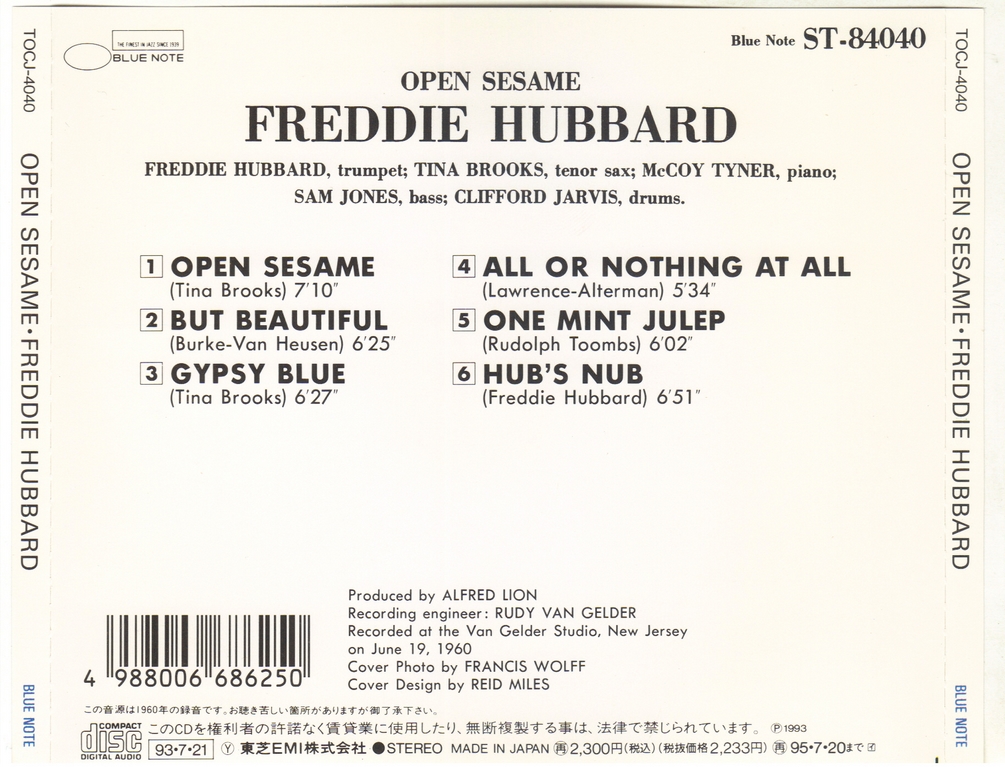 TOCJ-4040 OPEN SESAME・FREDDIE HUBBARD BLUE NOTE
THE FINEST IN JAZZ SINCE 1939
BLUE NOTE
Blue Note ST-84040
OPEN SESAME
FREDDIE HUBBARD
FREDDIE HUBBARD, trumpet; TINA BROOKS, tenor sax; McCOY TYNER, piano;
SAM JONES, bass; CLIFFORD JARVIS, drums.
1 OPEN SESAME
(Tina Brooks) 7'10"
2 BUT BEAUTIFUL
(Burke-Van Heusen) 6'25"
3 GYPSY BLUE
(Tina Brooks) 6'27"
4 ALL OR NOTHING AT ALL
(Lawrence-Alterman) 5'34"
5 ONE MINT JULEP
(Rudolph Toombs) 6'02"
6 HUB'S NUB
(Freddie Hubbard) 6'51"
Produced by ALFRED LION
Recording engineer: RUDY VAN GELDER
Recorded at the Van Gelder Studio, New Jersey
on June 19, 1960
Cover Photo by FRANCIS WOLFF
Cover Design by REID MILES
4 988006 686250
この音源は1960年の録音です。お聴き苦しい箇所がありますが御了承下さい。
COMPACT disc DIGITAL AUDIO
このCDを権利者の許諾なく賃貸業に使用したり、無断複製する事は、法律で禁じられています。 ℗1993
93・7・21 Ⓨ 東芝EMI株式会社 ●STEREO MADE IN JAPAN ㊢2,300円(税込)(税抜価格2,233円) ㊢95・7・20まで
TOCJ-4040 OPEN SESAME・FREDDIE HUBBARD BLUE NOTE